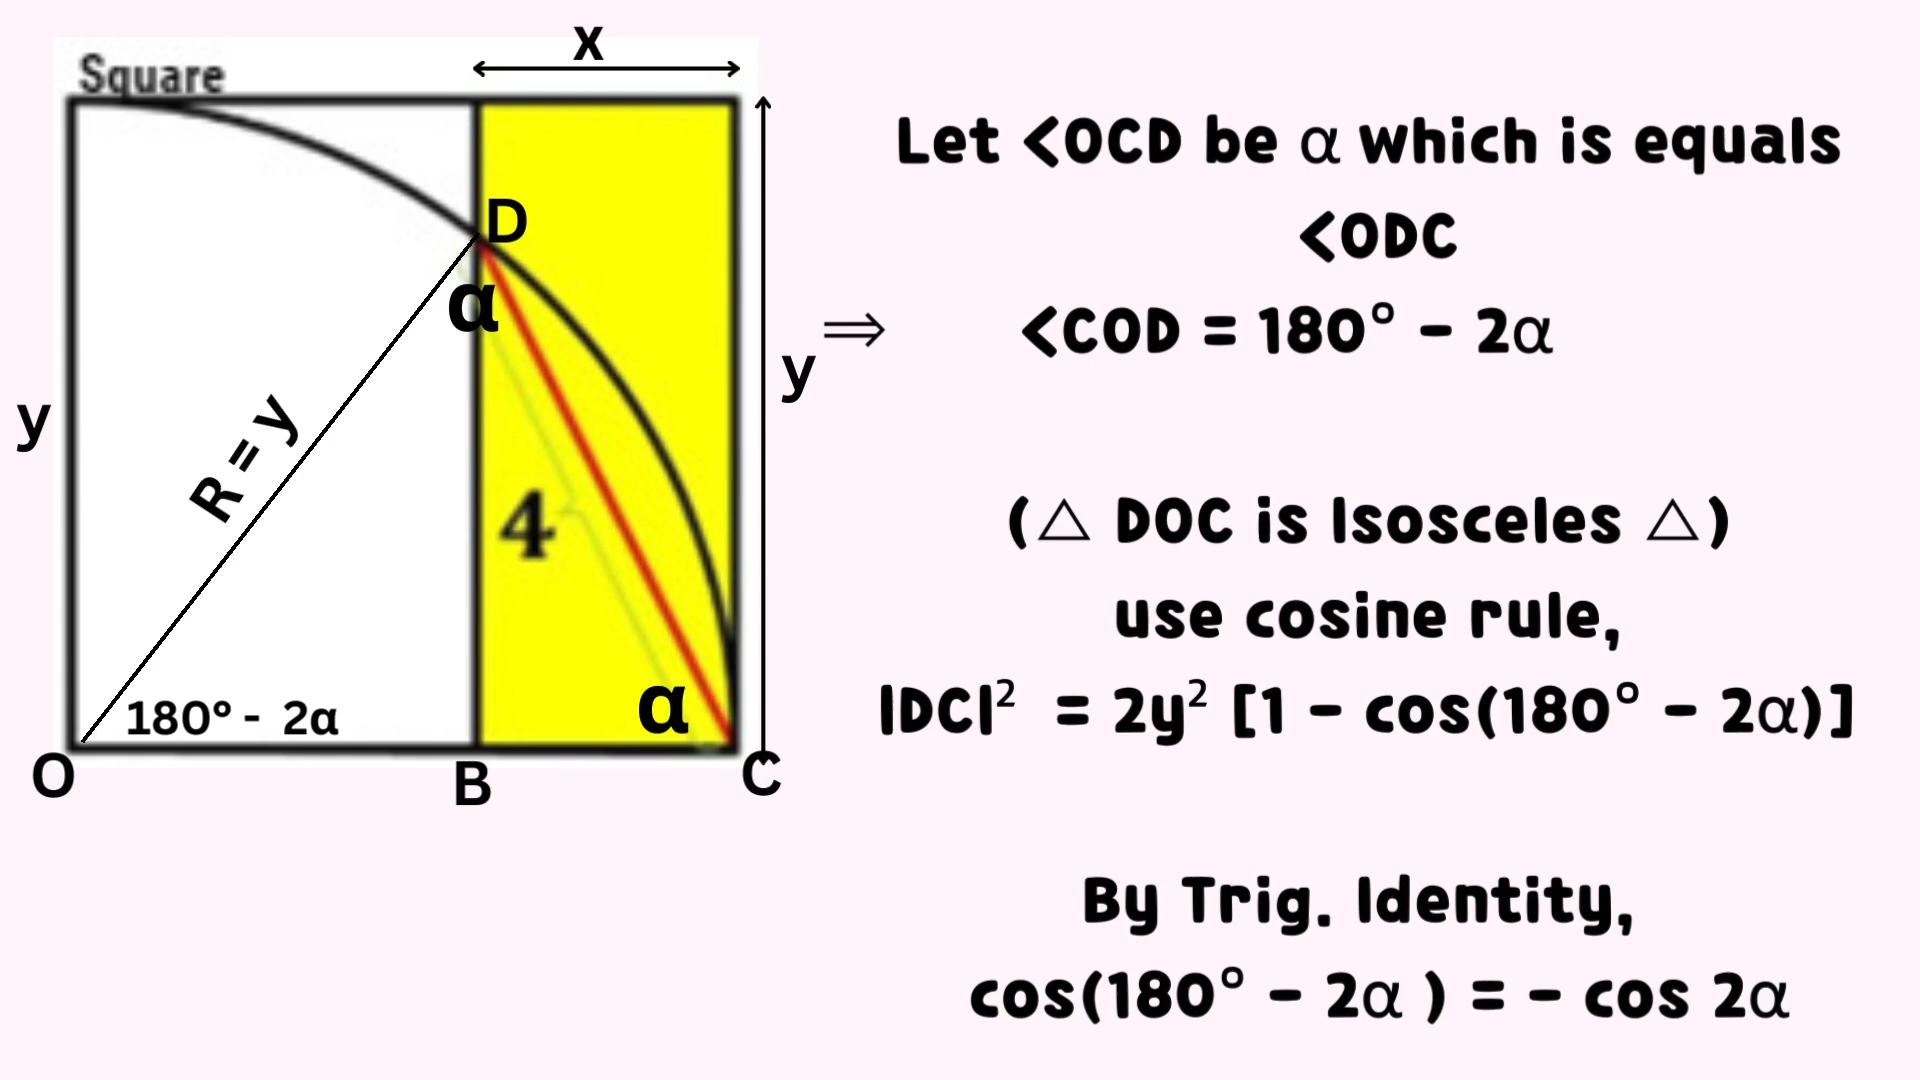 x
Square
D
α
y
R = y
y
4
α
180° - 2α
O
B
C
Let <OCD be α which is equals
<ODC
⇒ <COD = 180° - 2α
(△ DOC is Isosceles △)
use cosine rule,
|DC|² = 2y² [1 - cos(180° - 2α)]
By Trig. Identity,
cos(180° - 2α ) = - cos 2α